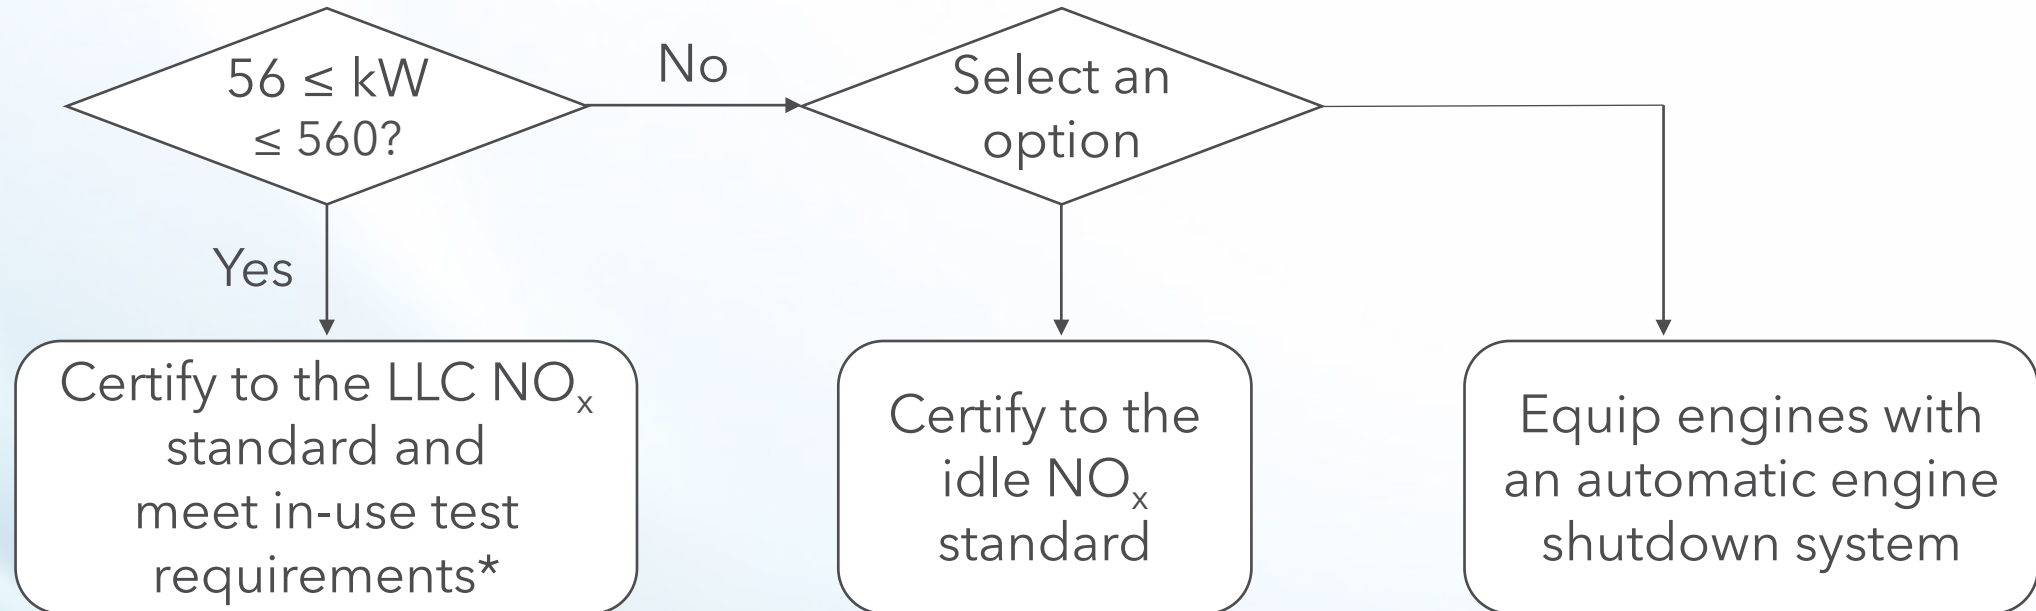 56 ≤ kW
≤ 560?
No
Select an
option
Yes
Certify to the LLC NOx
standard and
meet in-use test
requirements*
Certify to the
idle NOx
standard
Equip engines with
an automatic engine
shutdown system